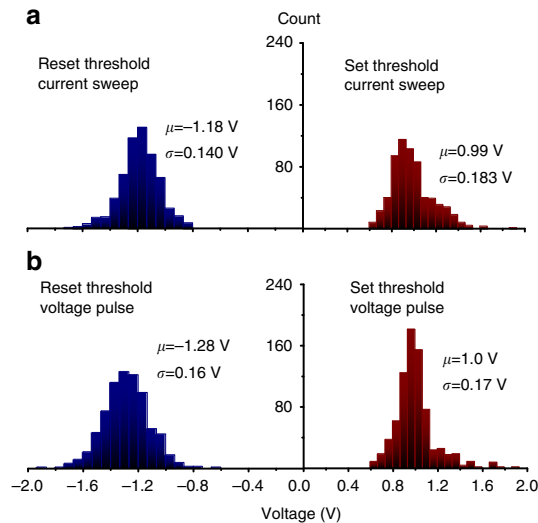 a
Count
Reset threshold
current sweep
μ=–1.18 V
σ=0.140 V
240
160
80
Set threshold
current sweep
μ=0.99 V
σ=0.183 V
b
Reset threshold
voltage pulse
μ=–1.28 V
σ=0.16 V
240
160
80
Set threshold
voltage pulse
μ=1.0 V
σ=0.17 V
–2.0 –1.6 –1.2 –0.8 –0.4 0.0 0.4 0.8 1.2 1.6 2.0
Voltage (V)